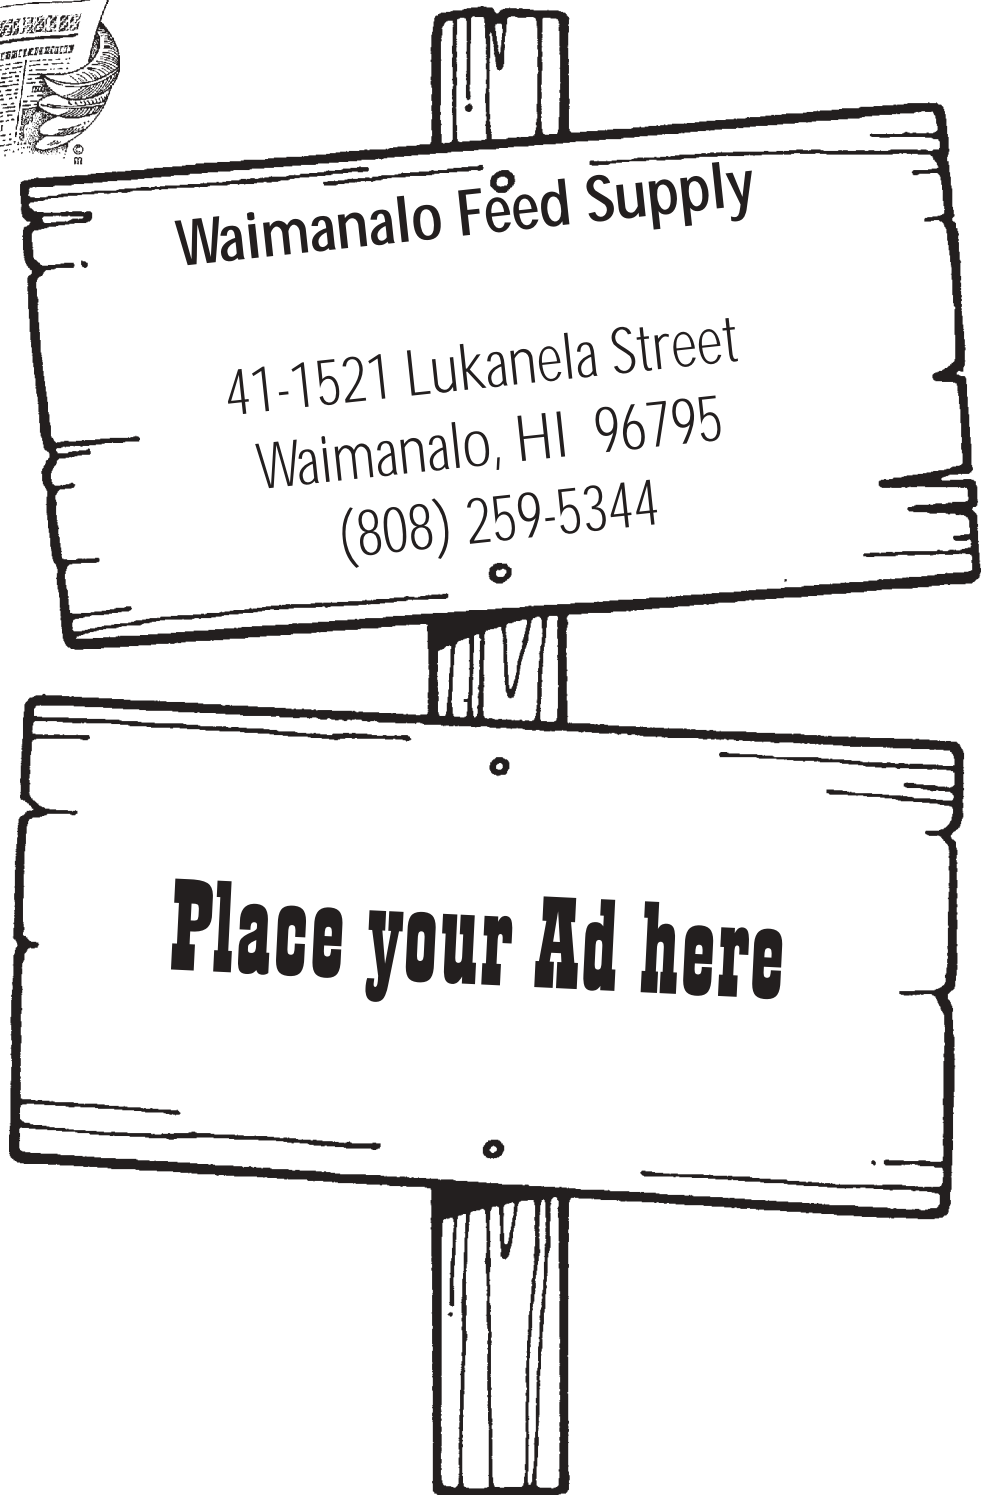 Waimanalo Feed Supply
41-1521 Lukanela Street
Waimanalo, HI 96795
(808) 259-5344
Place your Ad here